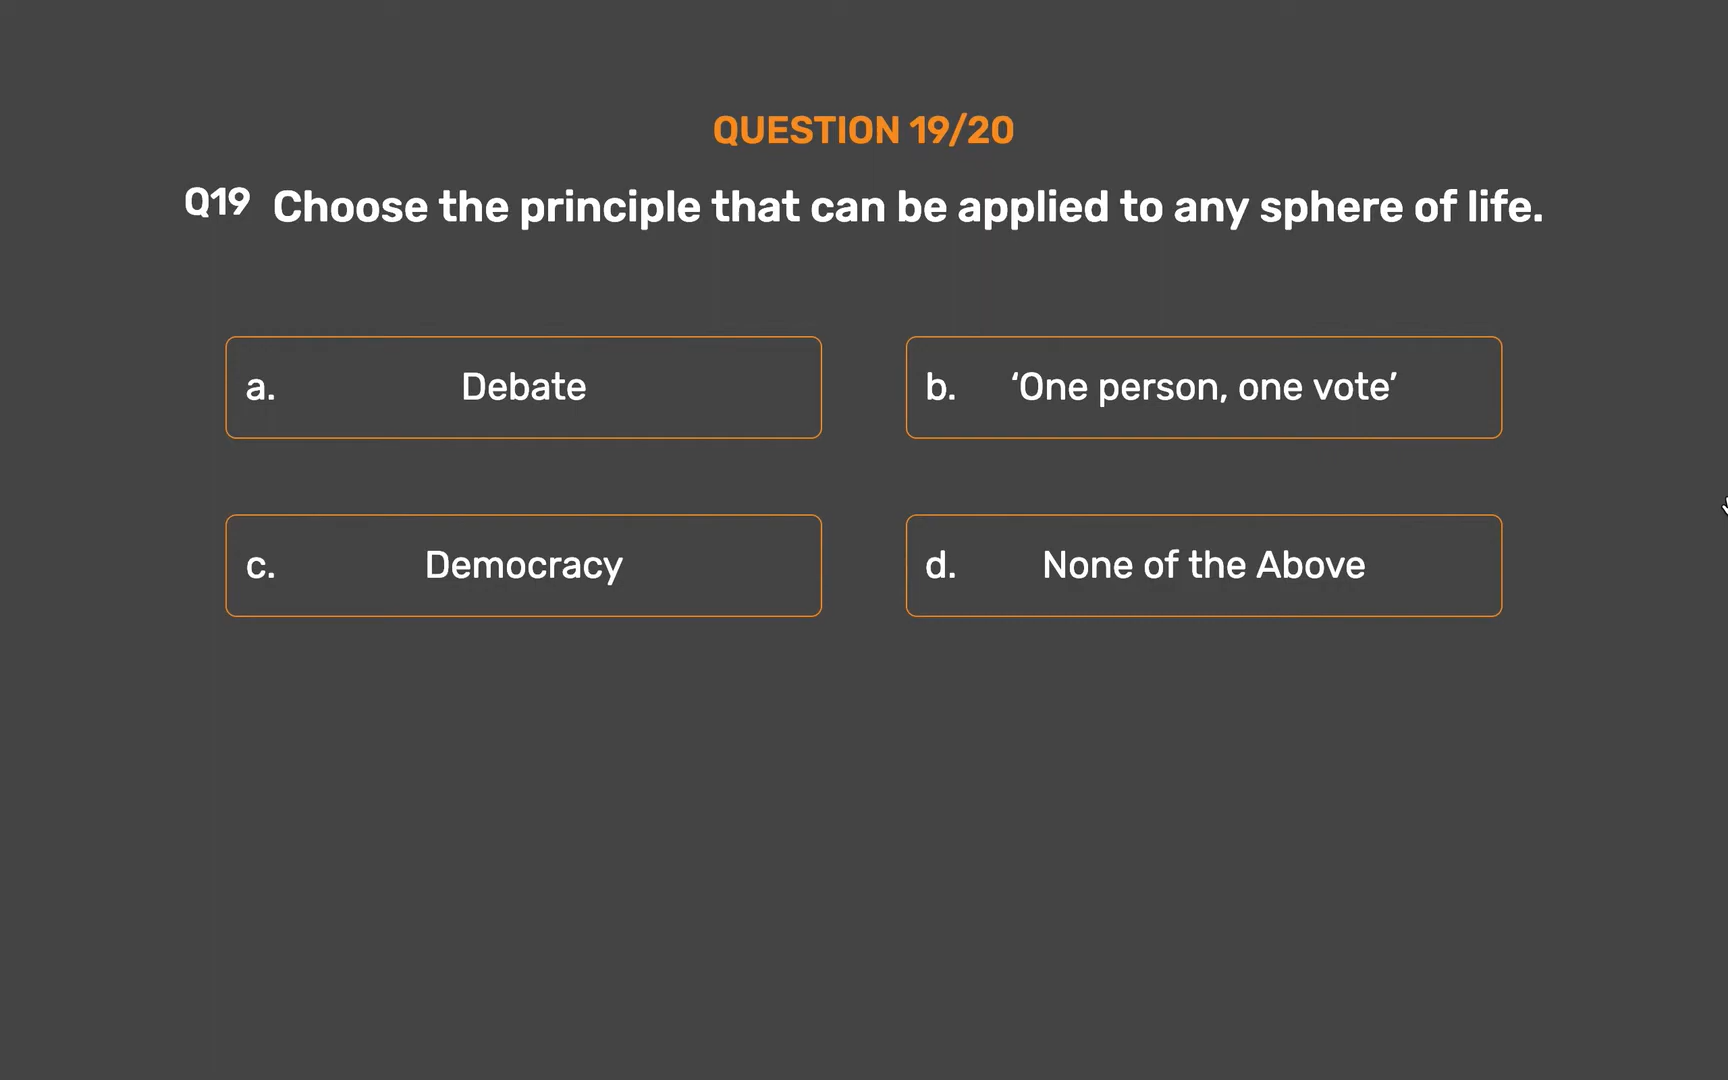 QUESTION 19/20
Q19 Choose the principle that can be applied to any sphere of life.
a. Debate
b. ‘One person, one vote’
c. Democracy
d. None of the Above